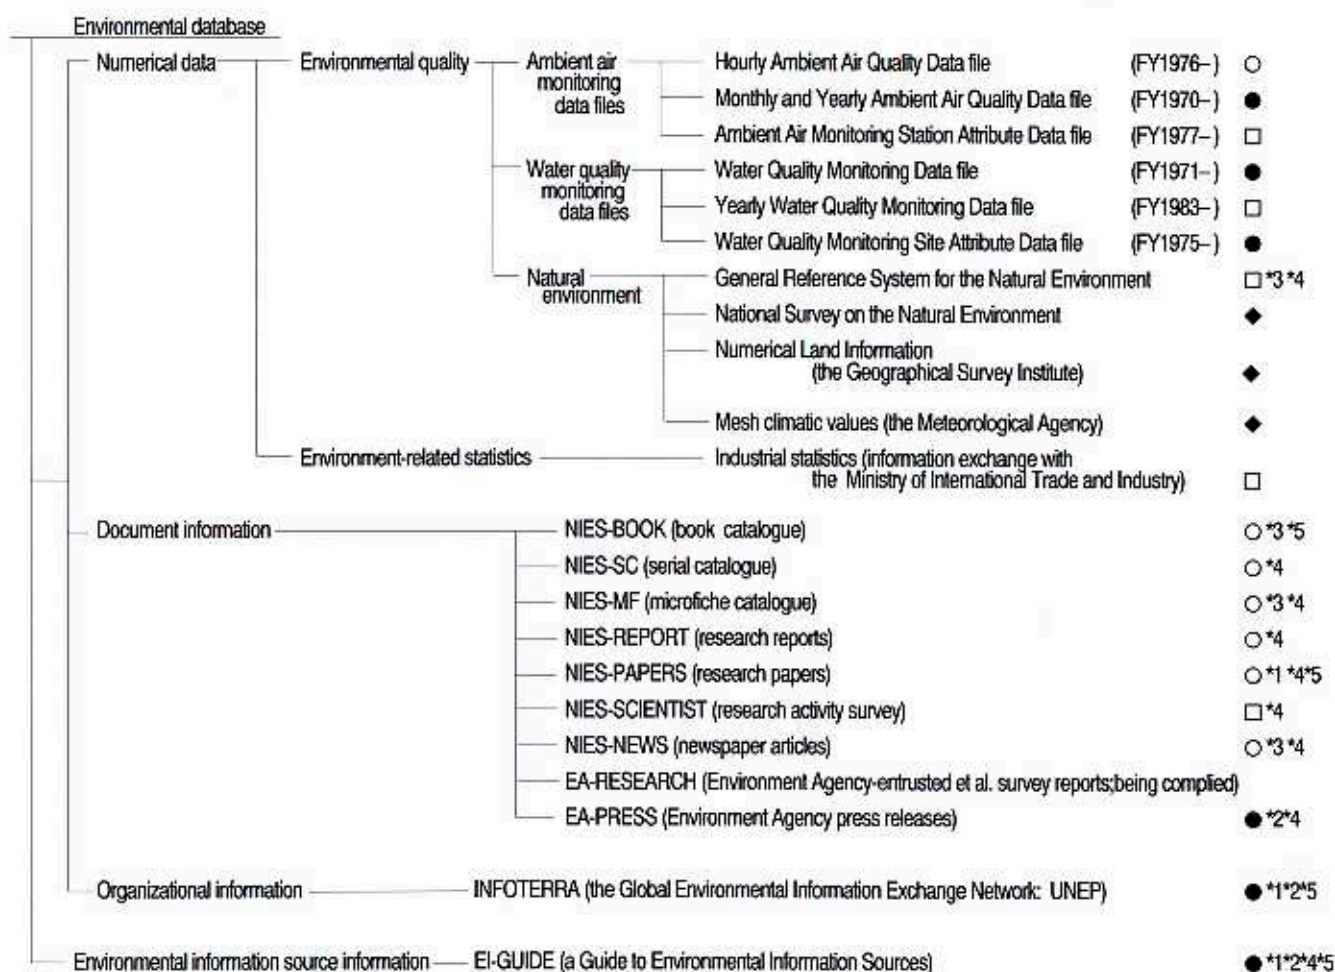 Environmental database
Numerical data
Environmental quality
Ambient air
monitoring
data files
Hourly Ambient Air Quality Data file (FY1976–) ○
Monthly and Yearly Ambient Air Quality Data file (FY1970–) ●
Ambient Air Monitoring Station Attribute Data file (FY1977–) □
Water quality
monitoring
data files
Water Quality Monitoring Data file (FY1971–) ●
Yearly Water Quality Monitoring Data file (FY1983–) □
Water Quality Monitoring Site Attribute Data file (FY1975–) ●
Natural
environment
General Reference System for the Natural Environment □ *3 *4
National Survey on the Natural Environment ◆
Numerical Land Information
(the Geographical Survey Institute) ◆
Mesh climatic values (the Meteorological Agency) ◆
Environment-related statistics
Industrial statistics (information exchange with
the Ministry of International Trade and Industry) □
Document information
NIES-BOOK (book catalogue) ○ *3 *5
NIES-SC (serial catalogue) ○ *4
NIES-MF (microfiche catalogue) ○ *3 *4
NIES-REPORT (research reports) ○ *4
NIES-PAPERS (research papers) ○ *1 *4*5
NIES-SCIENTIST (research activity survey) □ *4
NIES-NEWS (newspaper articles) ○ *3 *4
EA-RESEARCH (Environment Agency-entrusted et al. survey reports;being complied)
EA-PRESS (Environment Agency press releases) ● *2*4
Organizational information
INFOTERRA (the Global Environmental Information Exchange Network: UNEP) ● *1*2*5
Environmental information source information
EI-GUIDE (a Guide to Environmental Information Sources) ● *1*2*4*5